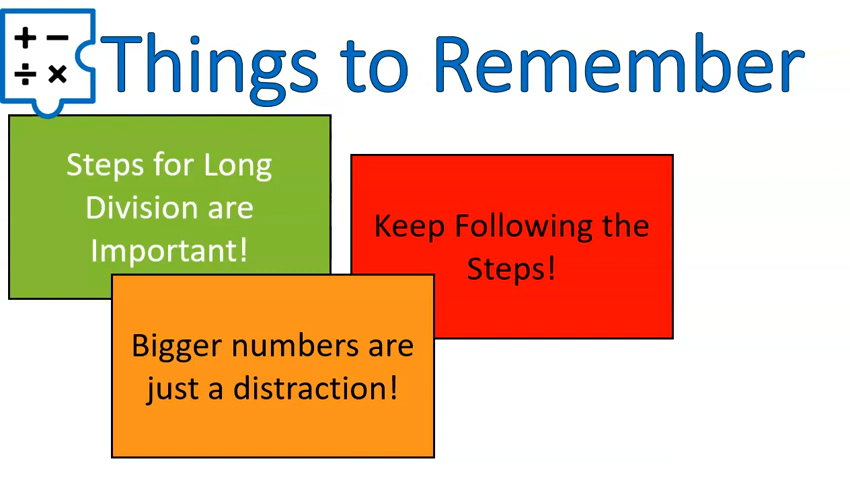 + −
÷ ×
Things to Remember
Steps for Long
Division are
Important!
Keep Following the
Steps!
Bigger numbers are
just a distraction!